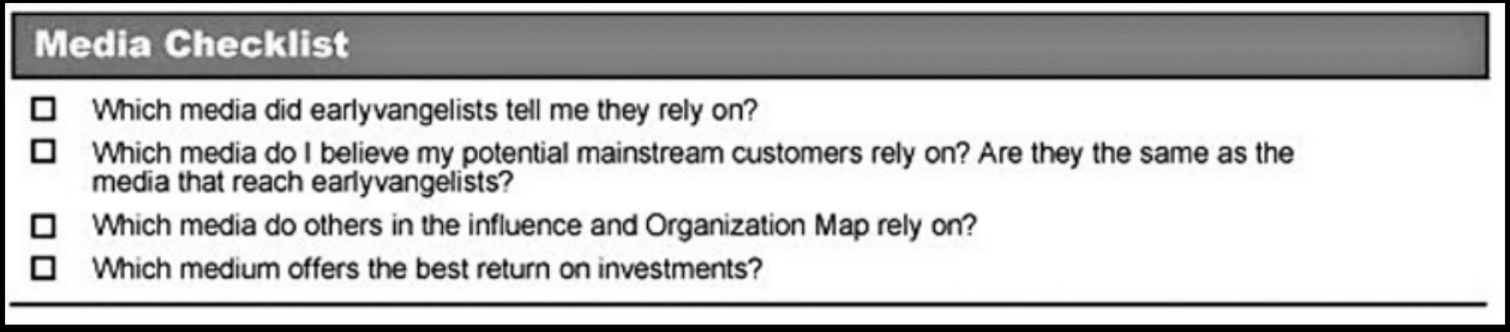 Media Checklist
Which media did earlyvangelists tell me they rely on?
Which media do I believe my potential mainstream customers rely on? Are they the same as the
media that reach earlyvangelists?
Which media do others in the influence and Organization Map rely on?
Which medium offers the best return on investments?